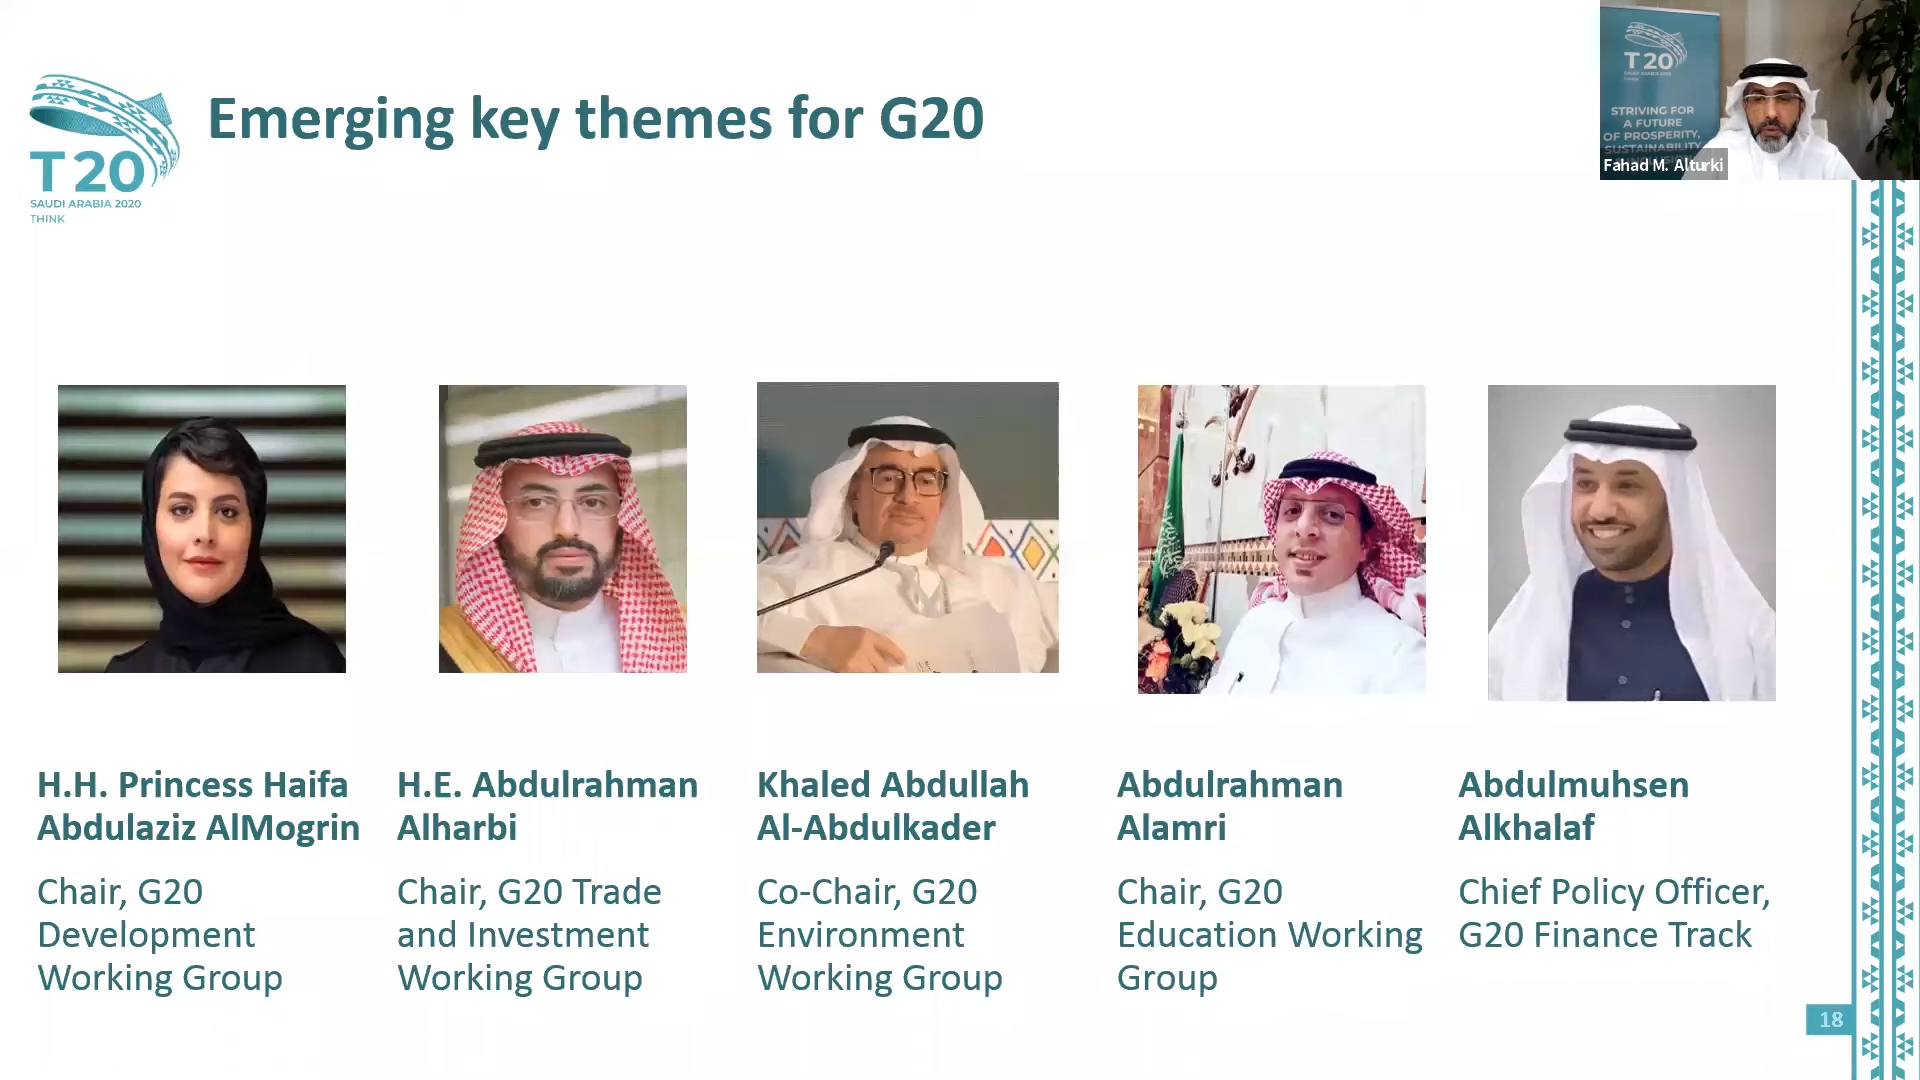 T20
SAUDI ARABIA 2020
THINK
Emerging key themes for G20
T20
STRIVING FOR
A FUTURE
OF PROSPERITY,
SUSTAINABILITY
Fahad M. Alturki
H.H. Princess Haifa
Abdulaziz AlMogrin
Chair, G20
Development
Working Group
H.E. Abdulrahman
Alharbi
Chair, G20 Trade
and Investment
Working Group
Khaled Abdullah
Al-Abdulkader
Co-Chair, G20
Environment
Working Group
Abdulrahman
Alamri
Chair, G20
Education Working
Group
Abdulmuhsen
Alkhalaf
Chief Policy Officer,
G20 Finance Track
18